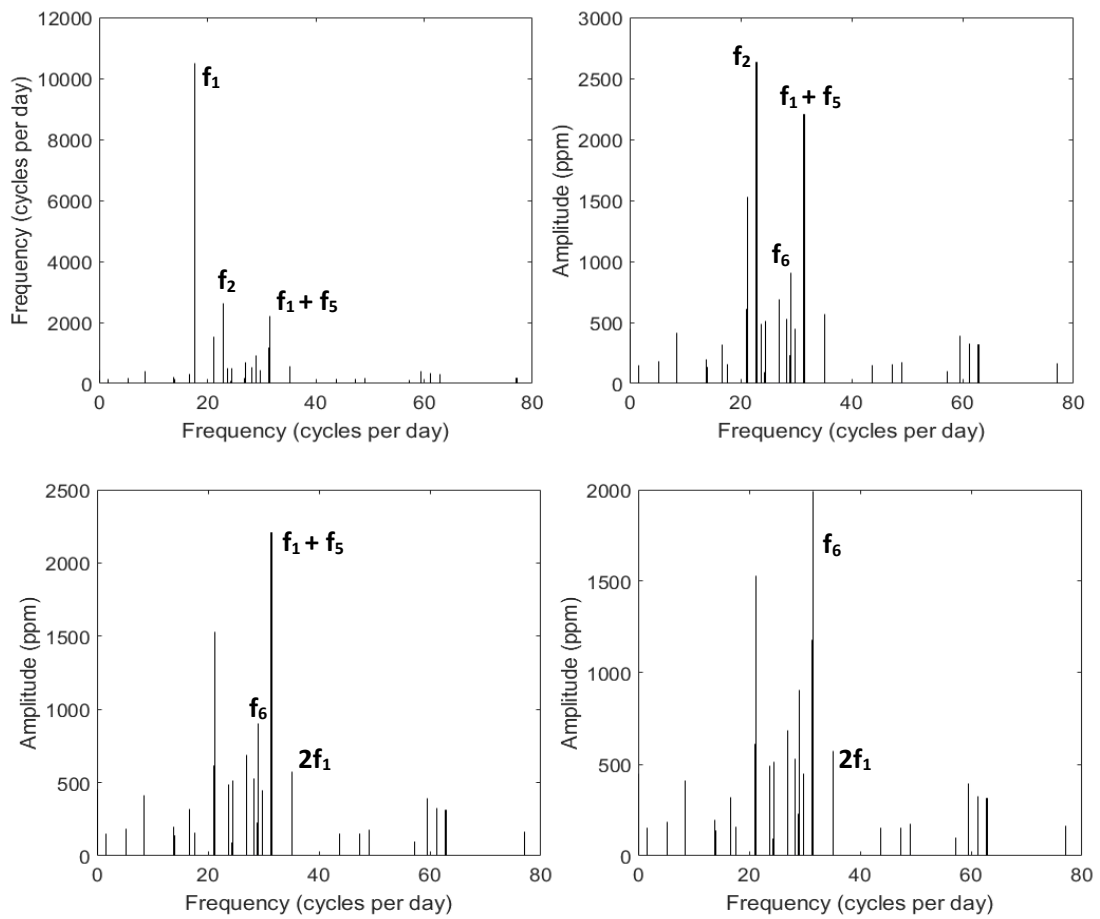 12000
10000
8000
6000
4000
2000
0
Frequency (cycles per day)
f₁
f₂
f₁ + f₅
0 20 40 60 80
Frequency (cycles per day)
3000
2500
2000
1500
1000
500
0
Amplitude (ppm)
f₂
f₁ + f₅
f₆
0 20 40 60 80
Frequency (cycles per day)
2500
2000
1500
1000
500
0
Amplitude (ppm)
f₁ + f₅
f₆
2f₁
0 20 40 60 80
Frequency (cycles per day)
2000
1500
1000
500
0
Amplitude (ppm)
f₆
2f₁
0 20 40 60 80
Frequency (cycles per day)